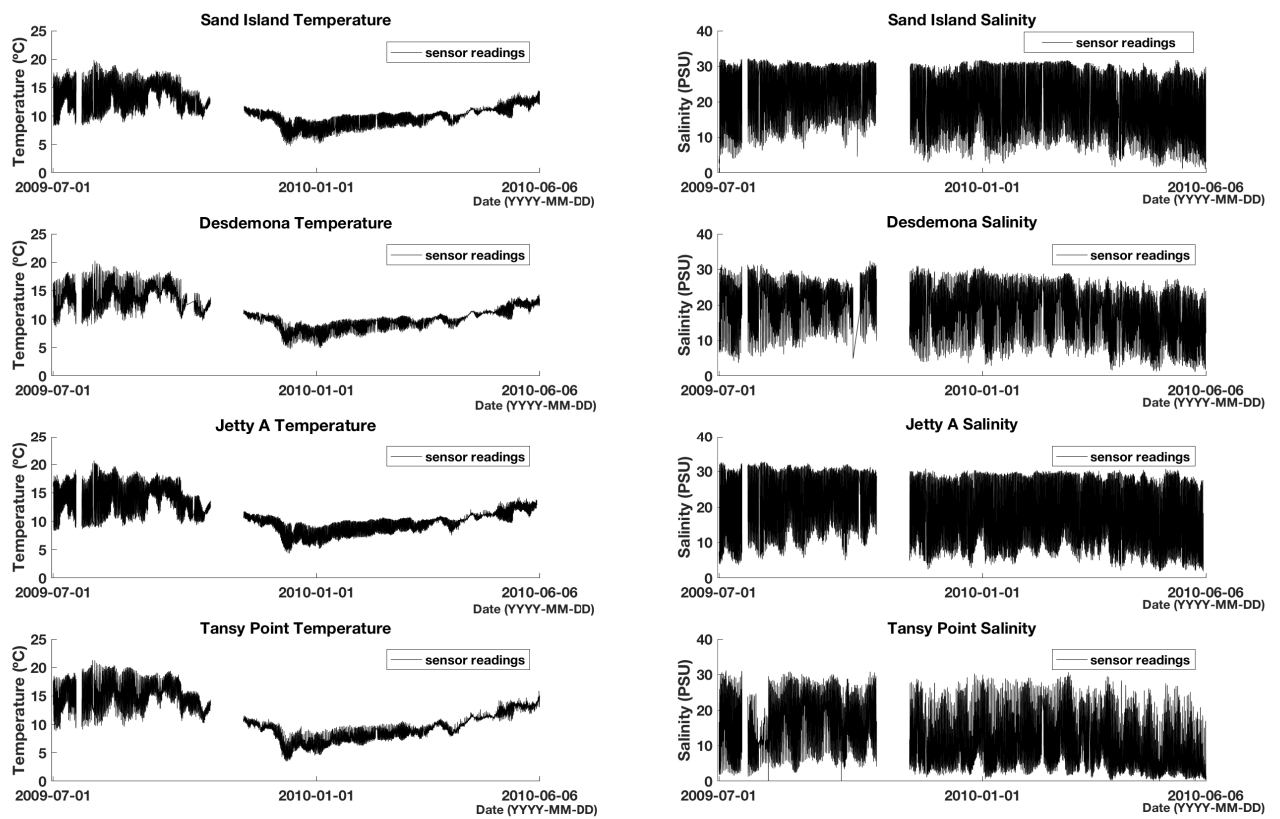 Sand Island Temperature
25
20
15
10
5
0
Temperature (ºC)
sensor readings
2009-07-01
2010-01-01
2010-06-06
Date (YYYY-MM-DD)
Sand Island Salinity
40
30
20
10
0
Salinity (PSU)
sensor readings
2009-07-01
2010-01-01
2010-06-06
Date (YYYY-MM-DD)
Desdemona Temperature
25
20
15
10
5
0
Temperature (ºC)
sensor readings
2009-07-01
2010-01-01
2010-06-06
Date (YYYY-MM-DD)
Desdemona Salinity
40
30
20
10
0
Salinity (PSU)
sensor readings
2009-07-01
2010-01-01
2010-06-06
Date (YYYY-MM-DD)
Jetty A Temperature
25
20
15
10
5
0
Temperature (ºC)
sensor readings
2009-07-01
2010-01-01
2010-06-06
Date (YYYY-MM-DD)
Jetty A Salinity
40
30
20
10
0
Salinity (PSU)
sensor readings
2009-07-01
2010-01-01
2010-06-06
Date (YYYY-MM-DD)
Tansy Point Temperature
25
20
15
10
5
0
Temperature (ºC)
sensor readings
2009-07-01
2010-01-01
2010-06-06
Date (YYYY-MM-DD)
Tansy Point Salinity
40
30
20
10
0
Salinity (PSU)
sensor readings
2009-07-01
2010-01-01
2010-06-06
Date (YYYY-MM-DD)